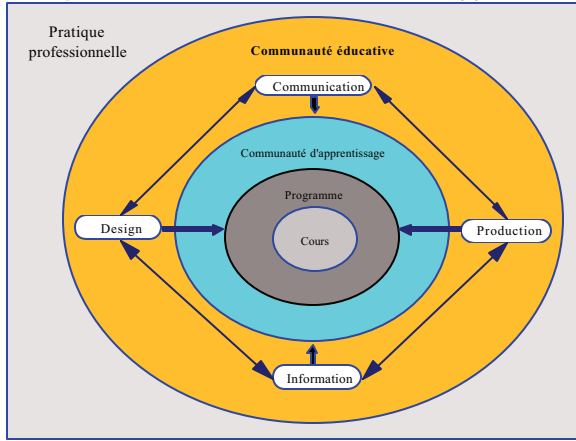 Pratique
professionnelle
Communauté éducative
Communication
Communauté d'apprentissage
Programme
Design
Cours
Production
Information